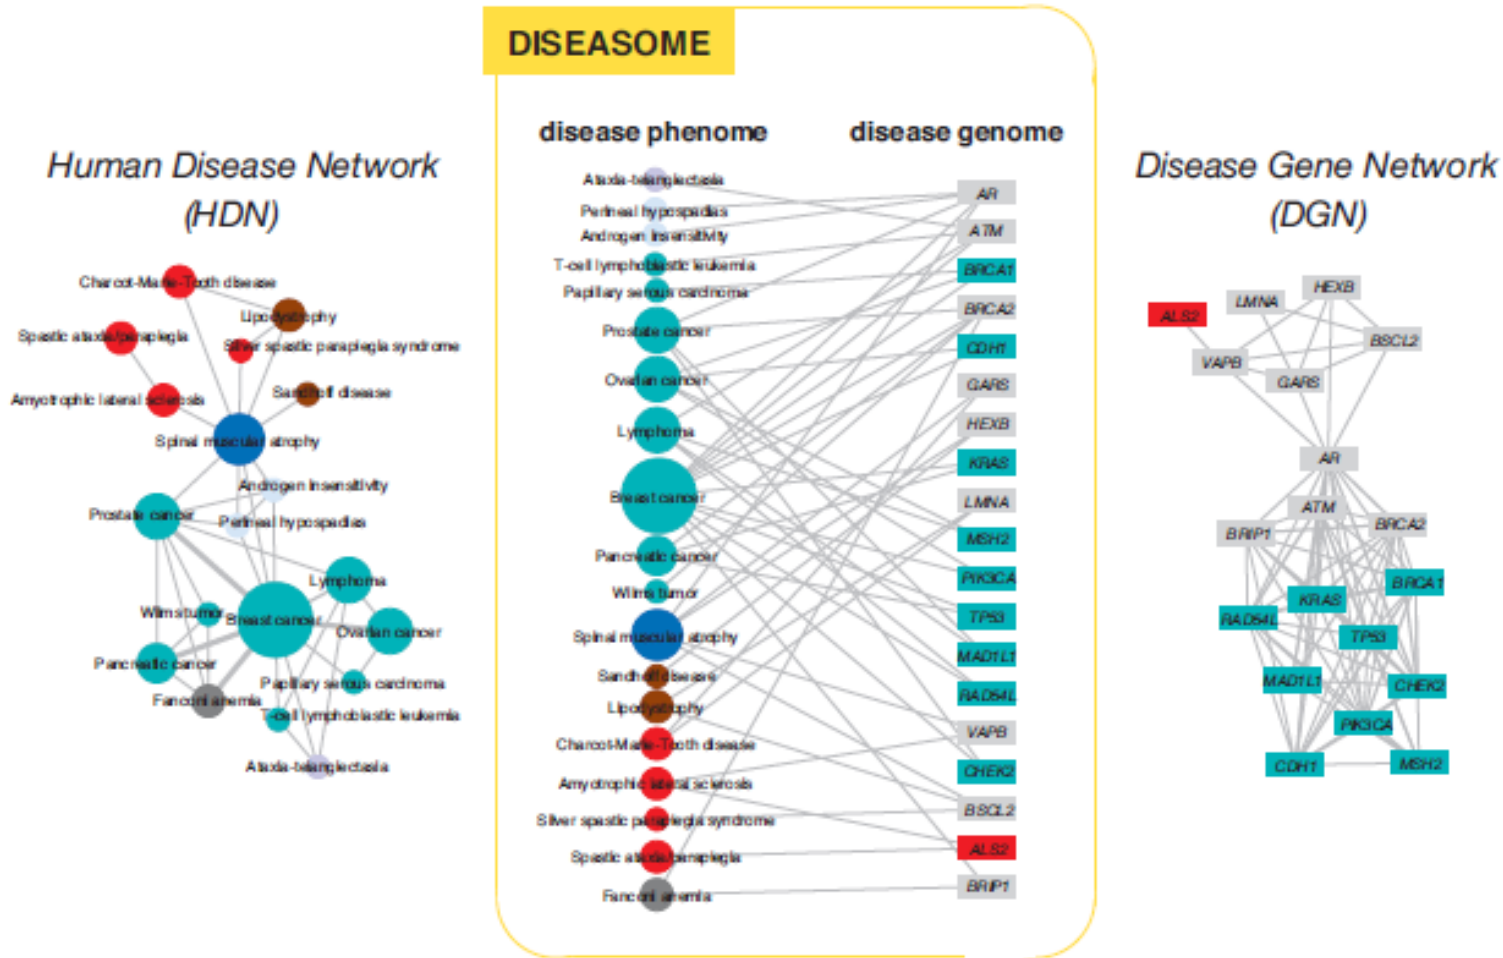 DISEASOME
Human Disease Network
(HDN)
Charcot-Marie-Tooth disease
Lipodystrophy
Spastic ataxia/paraplegia
Silver spastic paraplegia syndrome
Sandhoff disease
Amyotrophic lateral sclerosis
Spinal muscular atrophy
Androgen insensitivity
Prostate cancer
Perineal hypospadias
Lymphoma
Wilms tumor
Breast cancer
Ovarian cancer
Pancreatic cancer
Papillary serous carcinoma
Fanconi anemia
T-cell lymphoblastic leukemia
Ataxia-telangiectasia
disease phenome
Ataxia-telangiectasia
Perineal hypospadias
Androgen insensitivity
T-cell lymphoblastic leukemia
Papillary serous carcinoma
Prostate cancer
Ovarian cancer
Lymphoma
Breast cancer
Pancreatic cancer
Wilms tumor
Spinal muscular atrophy
Sandhoff disease
Lipodystrophy
Charcot-Marie-Tooth disease
Amyotrophic lateral sclerosis
Silver spastic paraplegia syndrome
Spastic ataxia/paraplegia
Fanconi anemia
disease genome
AR
ATM
BRCA1
BRCA2
CDH1
GARS
HEXB
KRAS
LMNA
MSH2
PIK3CA
TP53
MAD1L1
RAD54L
VAPB
CHEK2
BSCL2
ALS2
BRIP1
Disease Gene Network
(DGN)
HEXB
LMNA
ALS2
BSCL2
VAPB
GARS
AR
ATM
BRCA2
BRIP1
BRCA1
KRAS
RAD54L
TP53
MAD1L1
CHEK2
PIK3CA
CDH1
MSH2